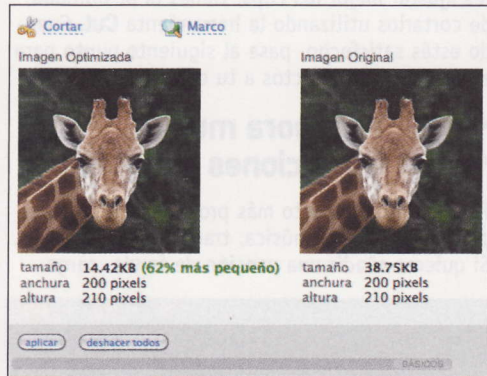 Cortar Marco
Imagen Optimizada Imagen Original
tamaño 14.42KB (62% más pequeño) tamaño 38.75KB
anchura 200 pixels anchura 200 pixels
altura 210 pixels altura 210 pixels
aplicar deshacer todos
BÁSICOS